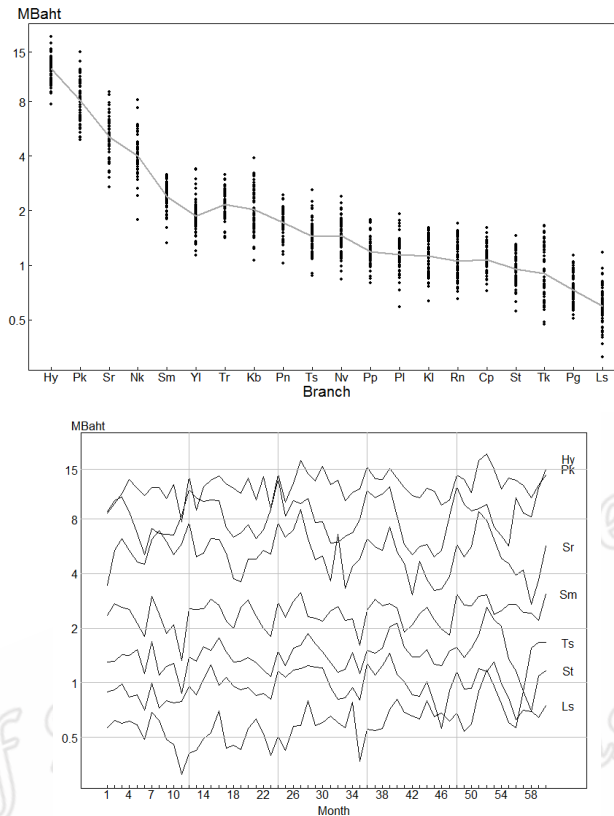 MBaht
15
8
4
2
1
0.5
Hy Pk Sr Nk Sm Yl Tr Kb Pn Ts Nv Pp Pl Kl Rn Cp St Tk Pg Ls
Branch
MBaht
Hy
15 Pk
8
Sr
4
Sm
2
Ts
1 St
Ls
0.5
1 4 7 10 14 18 22 26 30 34 38 42 46 50 54 58
Month